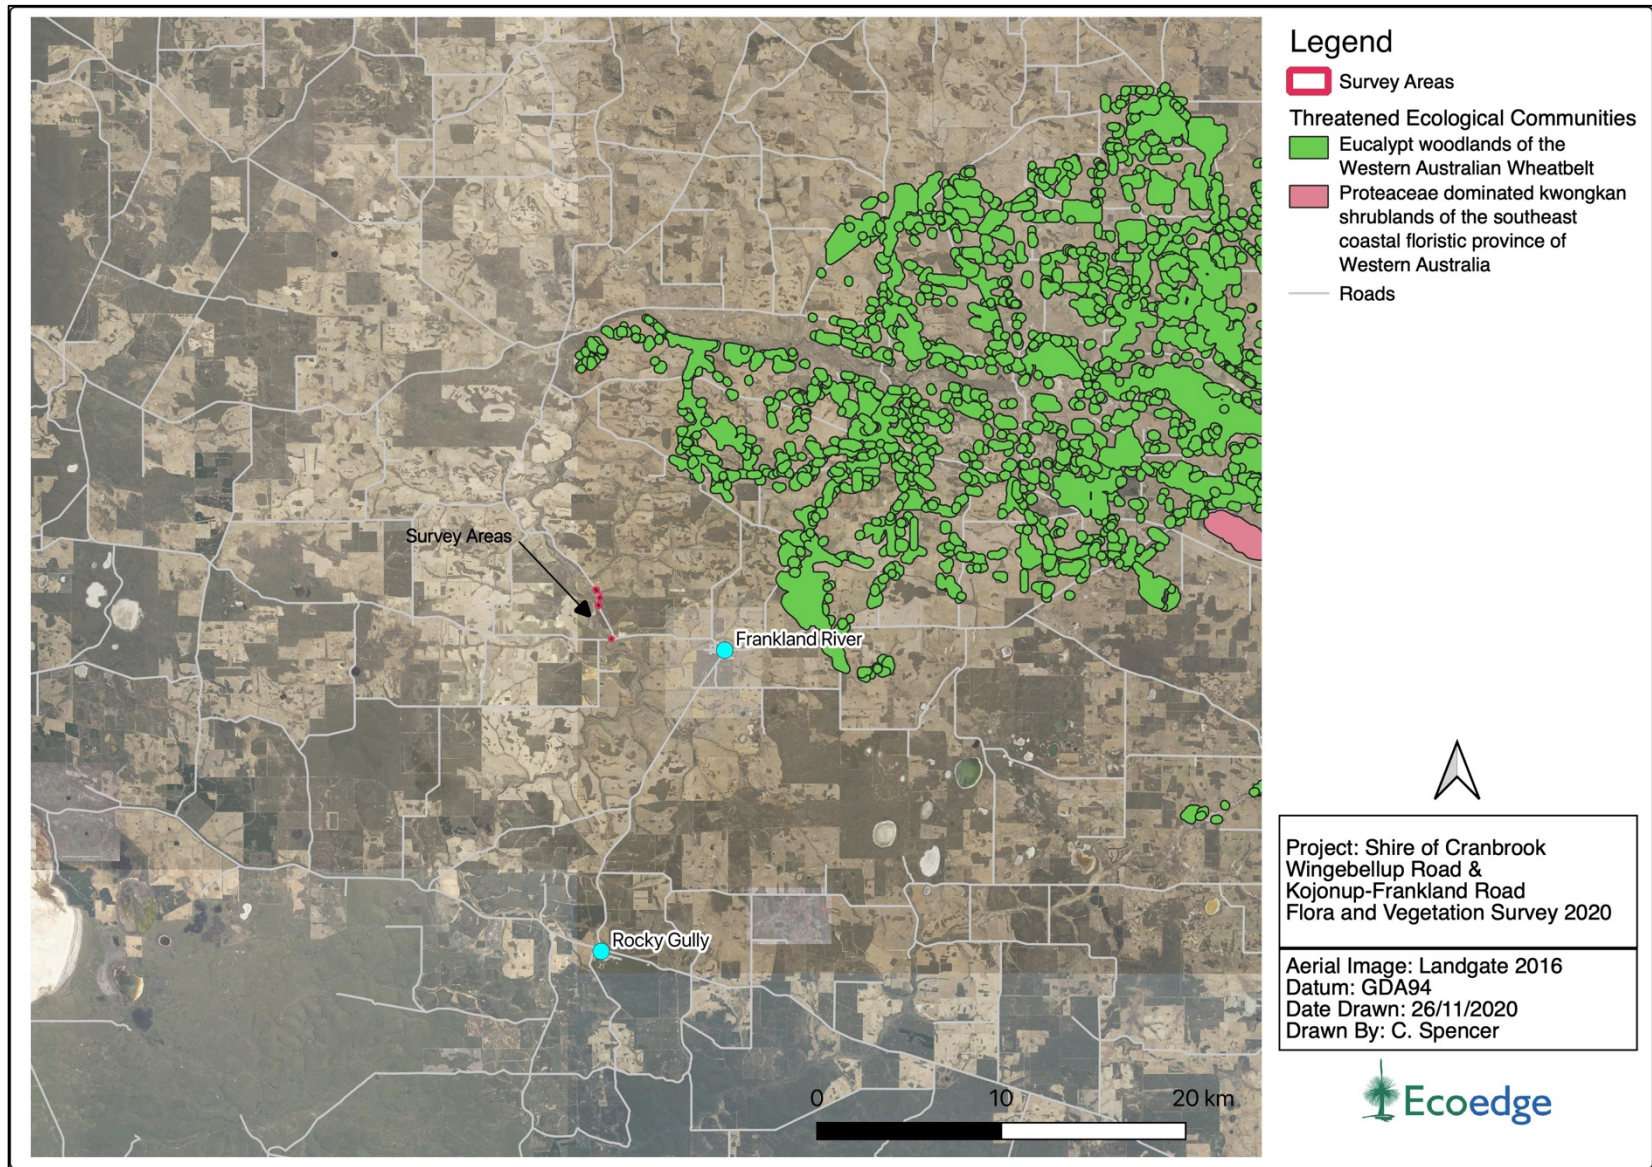 Legend
Survey Areas
Threatened Ecological Communities
Eucalypt woodlands of the
Western Australian Wheatbelt
Proteaceae dominated kwongkan
shrublands of the southeast
coastal floristic province of
Western Australia
Roads
Survey Areas
Frankland River
Rocky Gully
0 10 20 km
Project: Shire of Cranbrook
Wingebellup Road &
Kojonup-Frankland Road
Flora and Vegetation Survey 2020
Aerial Image: Landgate 2016
Datum: GDA94
Date Drawn: 26/11/2020
Drawn By: C. Spencer
Ecoedge